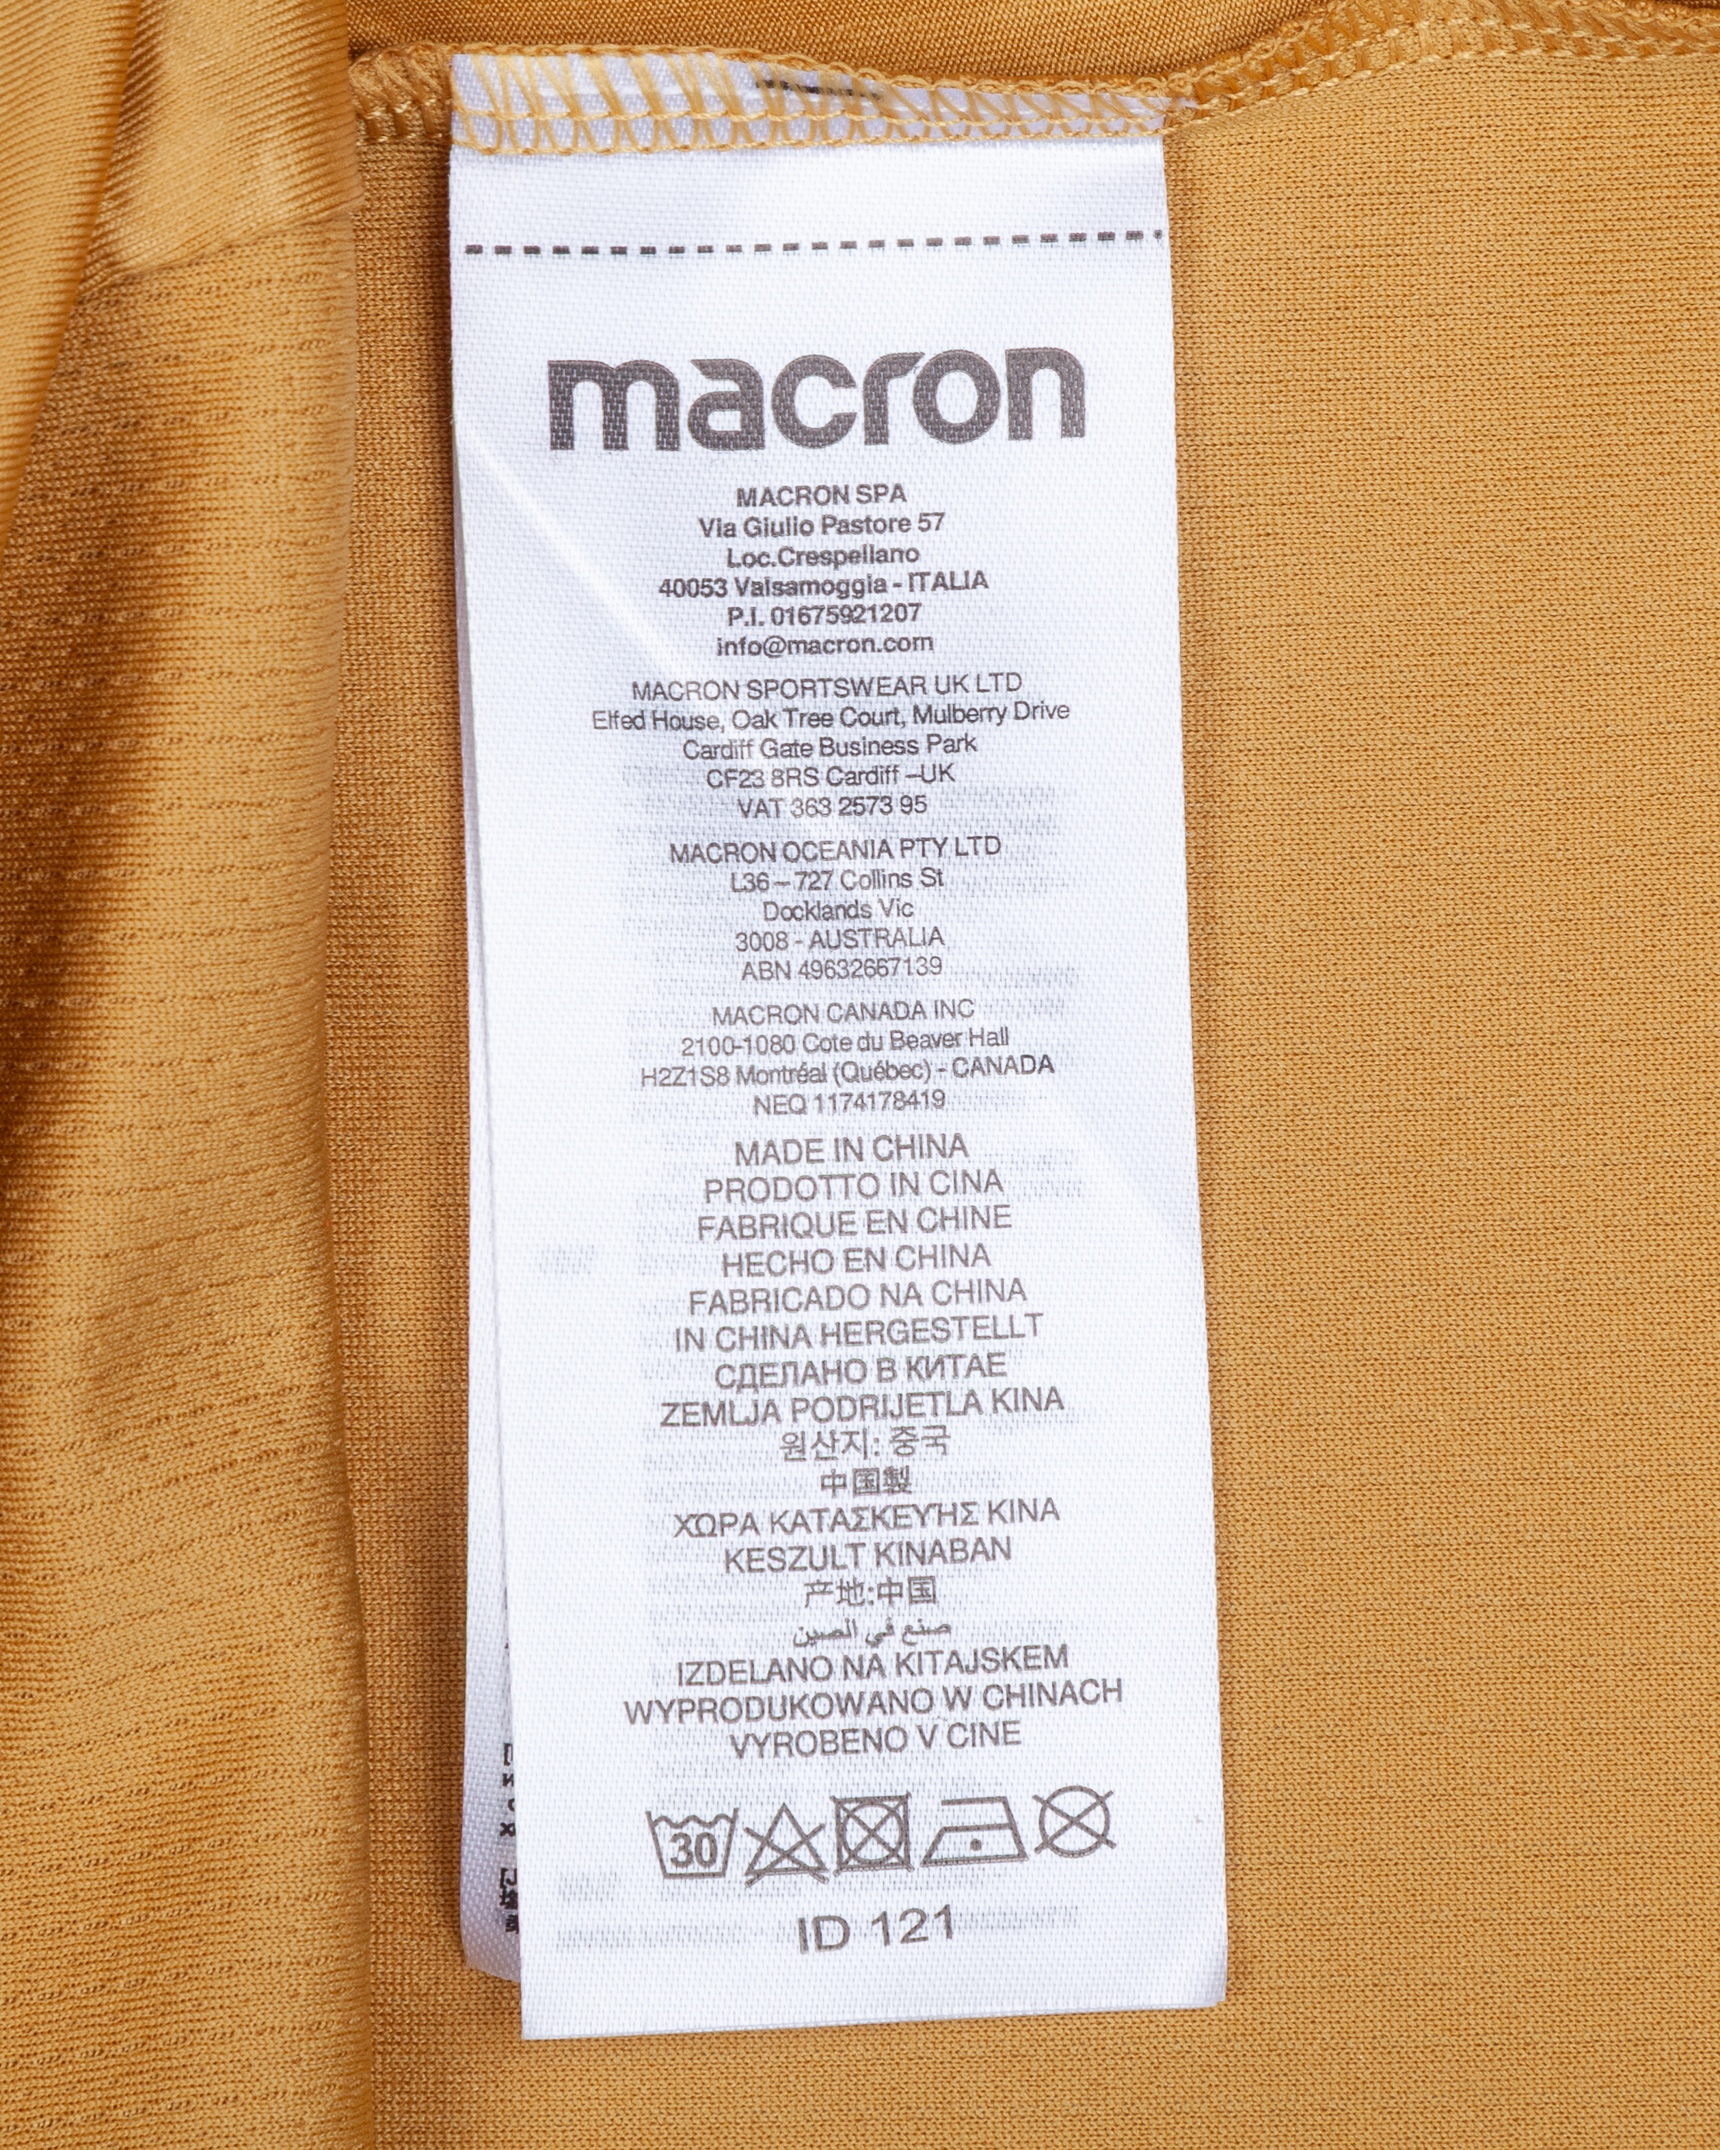 macron
MACRON SPA
Via Giulio Pastore 57
Loc.Crespellano
40053 Valsamoggia - ITALIA
P.I. 01675921207
info@macron.com
MACRON SPORTSWEAR UK LTD
Elfed House, Oak Tree Court, Mulberry Drive
Cardiff Gate Business Park
CF23 8RS Cardiff –UK
VAT 363 2573 95
MACRON OCEANIA PTY LTD
L36 – 727 Collins St
Docklands Vic
3008 - AUSTRALIA
ABN 49632667139
MACRON CANADA INC
2100-1080 Cote du Beaver Hall
H2Z1S8 Montréal (Québec) - CANADA
NEQ 1174178419
MADE IN CHINA
PRODOTTO IN CINA
FABRIQUE EN CHINE
HECHO EN CHINA
FABRICADO NA CHINA
IN CHINA HERGESTELLT
СДЕЛАНО В КИТАЕ
ZEMLJA PODRIJETLA KINA
원산지: 중국
中国製
ΧΏΡΑ ΚΑΤΑΣΚΕΥΉΣ ΚΙΝΑ
KESZULT KINABAN
产地:中国
صنع في الصين
IZDELANO NA KITAJSKEM
WYPRODUKOWANO W CHINACH
VYROBENO V CINE
30
ID 121